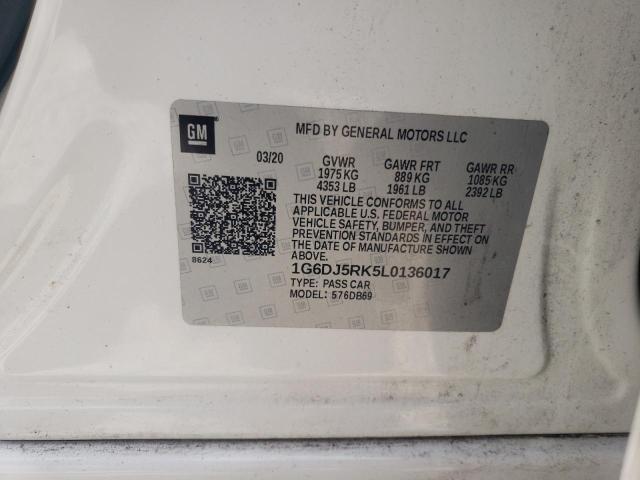 GM
MFD BY GENERAL MOTORS LLC
03/20 GVWR GAWR FRT GAWR RR
1975 KG 889 KG 1085 KG
4353 LB 1961 LB 2392 LB
THIS VEHICLE CONFORMS TO ALL
APPLICABLE U.S. FEDERAL MOTOR
VEHICLE SAFETY, BUMPER, AND THEFT
PREVENTION STANDARDS IN EFFECT ON
THE DATE OF MANUFACTURE SHOWN
ABOVE.
8624
1G6DJ5RK5L0136017
TYPE: PASS CAR
MODEL: 576DB69